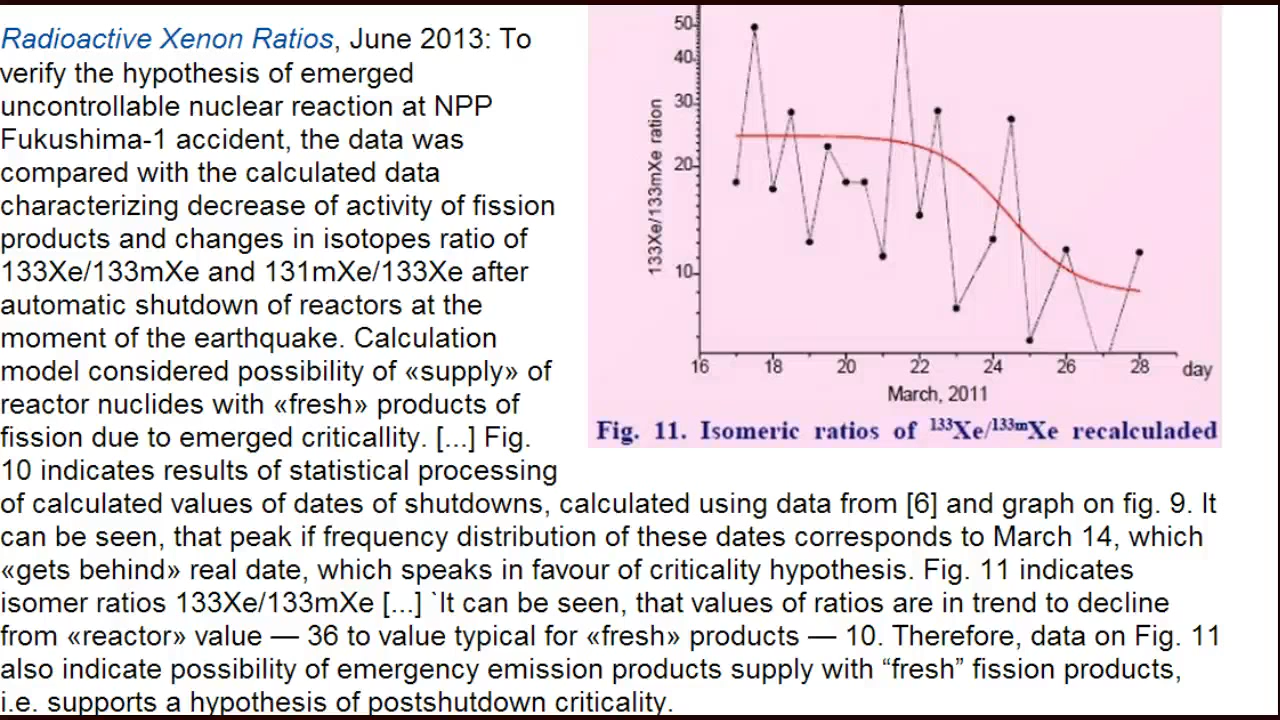 Radioactive Xenon Ratios, June 2013: To
verify the hypothesis of emerged
uncontrollable nuclear reaction at NPP
Fukushima-1 accident, the data was
compared with the calculated data
characterizing decrease of activity of fission
products and changes in isotopes ratio of
133Xe/133mXe and 131mXe/133Xe after
automatic shutdown of reactors at the
moment of the earthquake. Calculation
model considered possibility of «supply» of
reactor nuclides with «fresh» products of
fission due to emerged criticallity. [...] Fig.
10 indicates results of statistical processing
of calculated values of dates of shutdowns, calculated using data from [6] and graph on fig. 9. It
can be seen, that peak if frequency distribution of these dates corresponds to March 14, which
«gets behind» real date, which speaks in favour of criticality hypothesis. Fig. 11 indicates
isomer ratios 133Xe/133mXe [...] `It can be seen, that values of ratios are in trend to decline
from «reactor» value — 36 to value typical for «fresh» products — 10. Therefore, data on Fig. 11
also indicate possibility of emergency emission products supply with “fresh” fission products,
i.e. supports a hypothesis of postshutdown criticality.
50
40
30
20
10
133Xe/133mXe ration
16 18 20 22 24 26 28 day
March, 2011
Fig. 11. Isomeric ratios of ¹³³Xe/¹³³ᵐXe recalculaded